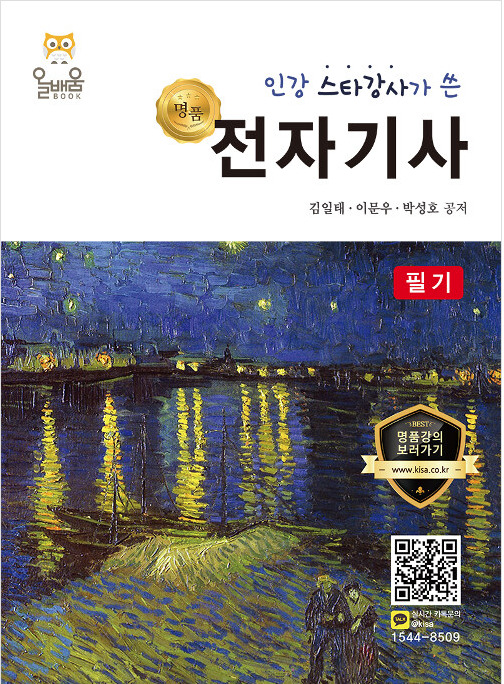 올배움
BOOK
인강 스타강사가 쓴
명품
전자기사
김일태 · 이문우 · 박성호 공저
필기
BEST
명품강의
보러가기
www.kisa.co.kr
TALK
실시간 카톡문의
@kisa
1544-8509